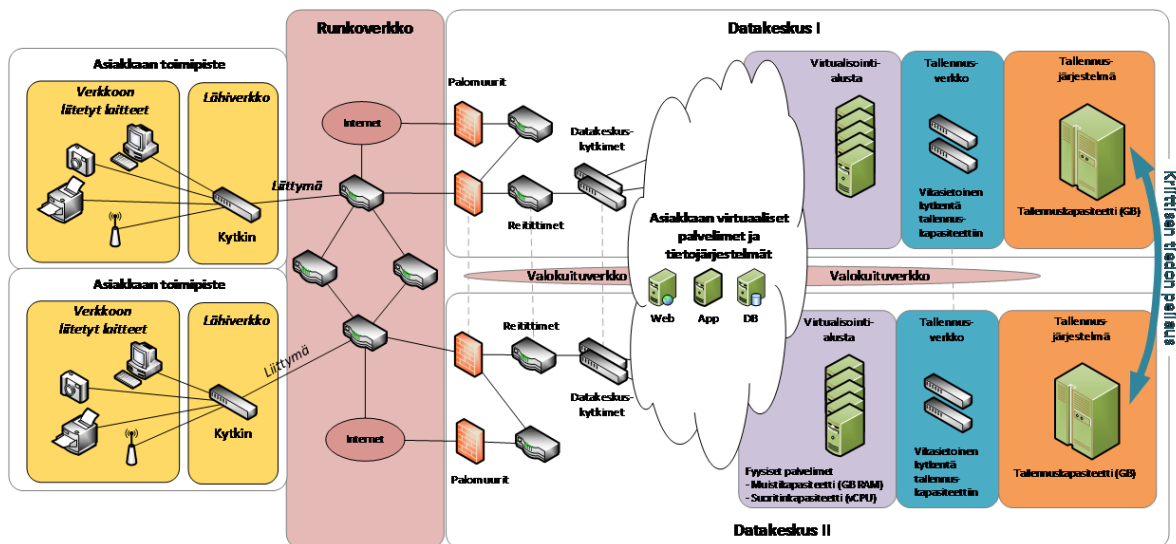 Runkoverkko
Datakeskus I
Asiakkaan toimipiste
Verkkoon
liitetyt laitteet
Lähiverkko
Kytkin
Liittymä
Internet
Palomuurit
Reitittimet
Datakeskus-
kytkimet
Virtualisointi-
alusta
Tallennus-
verkko
Vikasietoinen
kytkentä
tallennus-
kapasiteettiin
Tallennus-
järjestelmä
Tallennuskapasiteetti (GB)
Kriittisen tiedon peilaus
Asiakkaan virtuaaliset
palvelimet ja
tietojärjestelmät
Web
App
DB
Valokuituverkko
Valokuituverkko
Asiakkaan toimipiste
Verkkoon
liitetyt laitteet
Lähiverkko
Kytkin
Liittymä
Internet
Reitittimet
Datakeskus-
kytkimet
Palomuurit
Virtualisointi-
alusta
Fyysiset palvelimet
- Muistikapasiteetti (GB RAM)
- Suoritinkapasiteetti (vCPU)
Tallennus-
verkko
Vikasietoinen
kytkentä
tallennus-
kapasiteettiin
Tallennus-
järjestelmä
Tallennuskapasiteetti (GB)
Datakeskus II